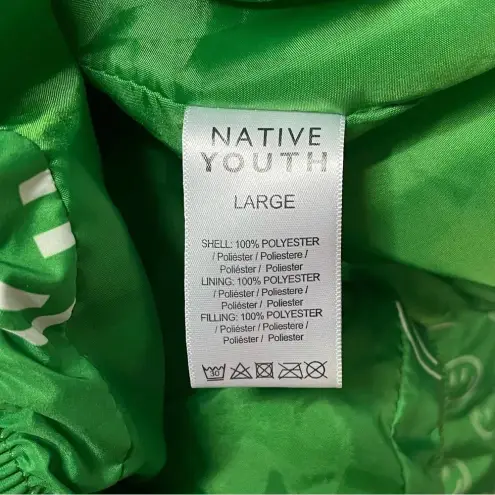 NATIVE
YOUTH
LARGE
SHELL: 100% POLYESTER
/ Poliéster / Poliestere /
Poliéster / Poliester
LINING: 100% POLYESTER
/ Poliéster / Poliestere /
Poliéster / Poliester
FILLING: 100% POLYESTER
/ Poliéster / Poliestere /
Poliéster / Poliester
30